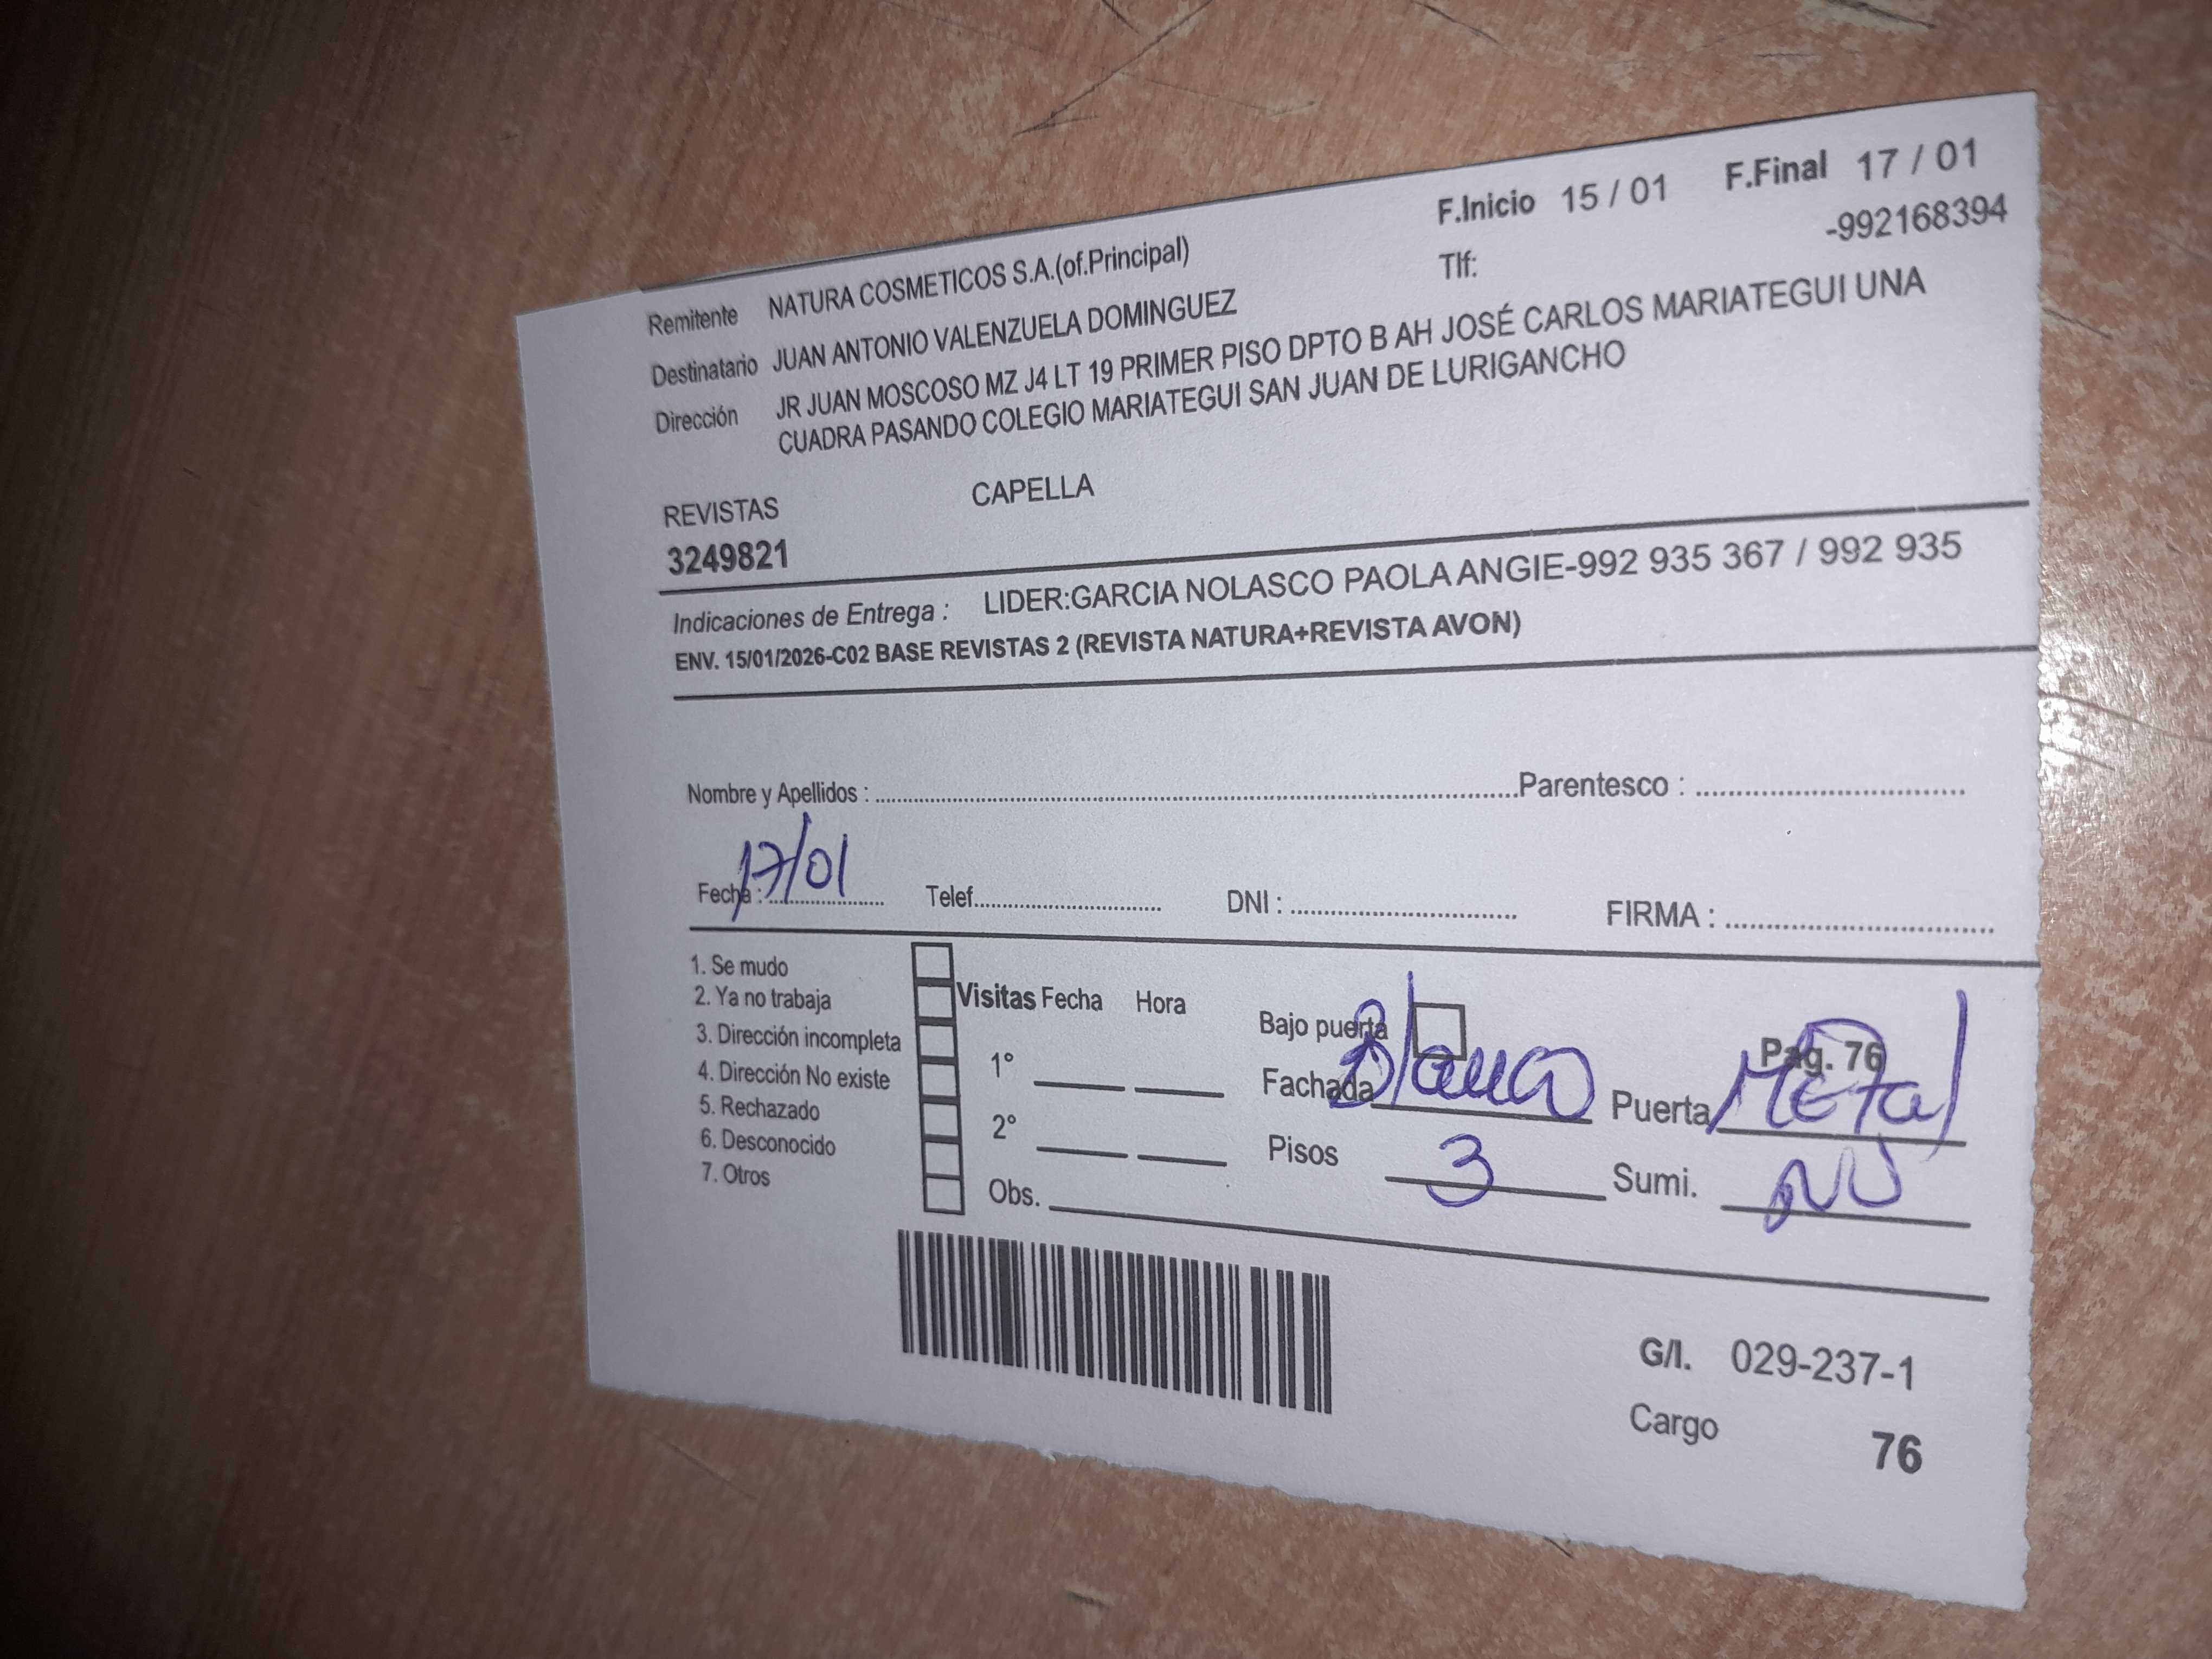 F.Inicio 15 / 01 F.Final 17 / 01
Remitente NATURA COSMETICOS S.A.(of.Principal) Tlf: -992168394
Destinatario JUAN ANTONIO VALENZUELA DOMINGUEZ
Dirección JR JUAN MOSCOSO MZ J4 LT 19 PRIMER PISO DPTO B AH JOSÉ CARLOS MARIATEGUI UNA
CUADRA PASANDO COLEGIO MARIATEGUI SAN JUAN DE LURIGANCHO
REVISTAS CAPELLA
3249821
Indicaciones de Entrega : LIDER:GARCIA NOLASCO PAOLA ANGIE-992 935 367 / 992 935
ENV. 15/01/2026-C02 BASE REVISTAS 2 (REVISTA NATURA+REVISTA AVON)
Nombre y Apellidos : Parentesco :
Fecha : 17/01 Telef. DNI : FIRMA :
1. Se mudo
2. Ya no trabaja
3. Dirección incompleta
4. Dirección No existe
5. Rechazado
6. Desconocido
7. Otros
Visitas Fecha Hora
1°
2°
Obs.
Bajo puerta Pag. 76
Fachada Blanco Puerta Metal
Pisos 3 Sumi.
G/I. 029-237-1
Cargo 76